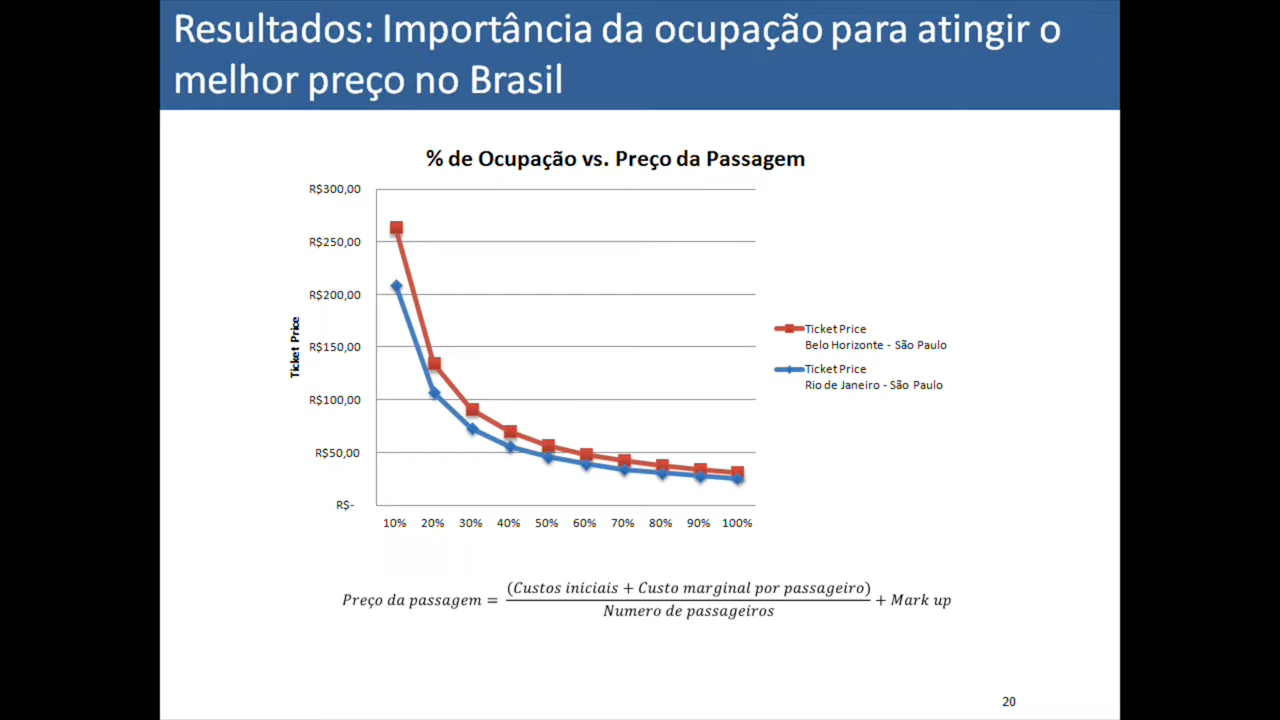 Resultados: Importância da ocupação para atingir o
melhor preço no Brasil
% de Ocupação vs. Preço da Passagem
R$300,00
R$250,00
R$200,00
R$150,00
R$100,00
R$50,00
R$-
Ticket Price
10% 20% 30% 40% 50% 60% 70% 80% 90% 100%
Ticket Price
Belo Horizonte - São Paulo
Ticket Price
Rio de Janeiro - São Paulo
Preço da passagem = (Custos iniciais + Custo marginal por passageiro)
Numero de passageiros
+ Mark up
20